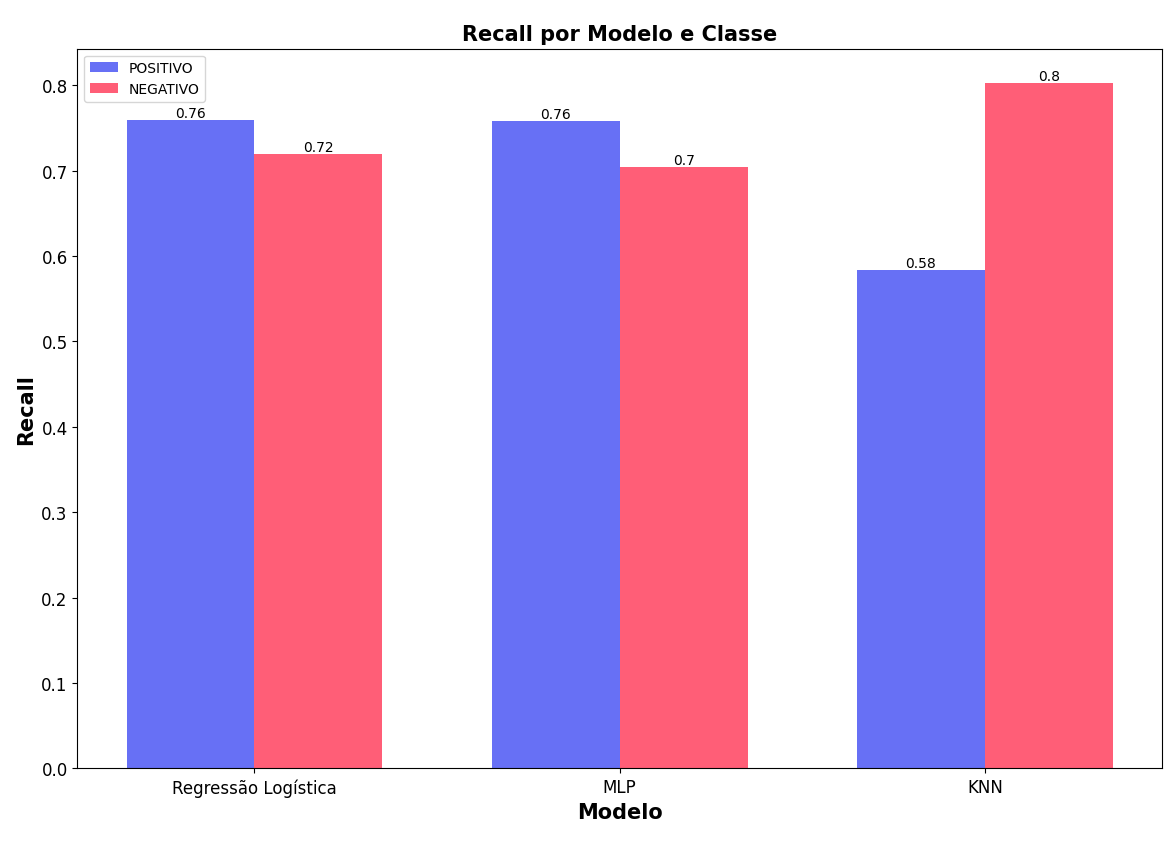 Recall por Modelo e Classe
POSITIVO
NEGATIVO
0.76
0.72
0.76
0.7
0.58
0.8
0.8
0.7
0.6
0.5
0.4
0.3
0.2
0.1
0.0
Recall
Regressão Logística
MLP
KNN
Modelo